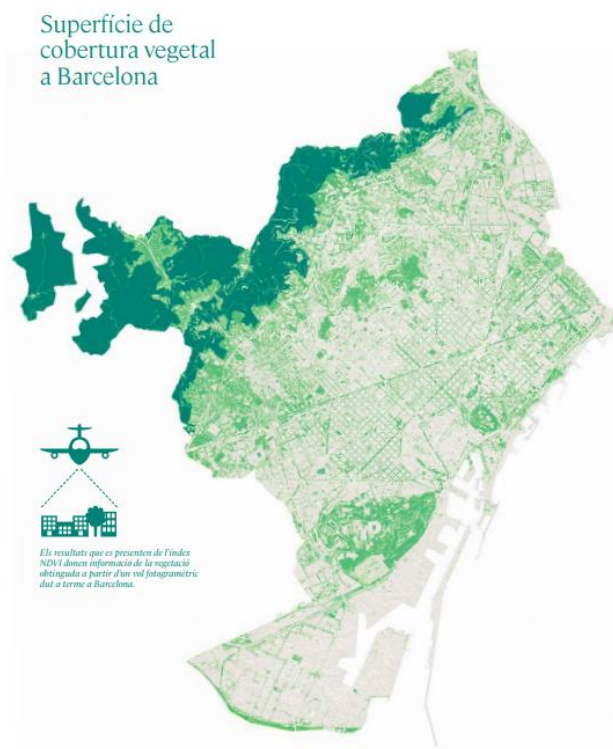 Superfície de
cobertura vegetal
a Barcelona
Els resultats que es presenten de l'índex
NDVI donen informació de la vegetació
obtinguda a partir d'un vol fotogramètric
dut a terme a Barcelona.